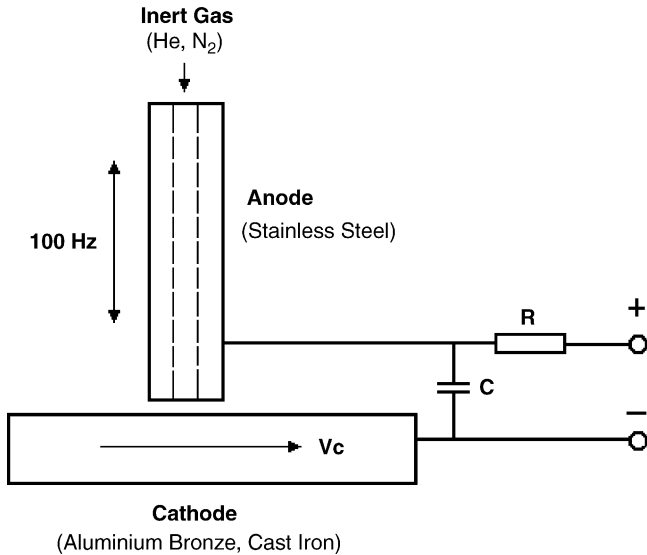 Inert Gas
(He, N₂)
Anode
(Stainless Steel)
100 Hz
R
+
C
−
Vc
Cathode
(Aluminium Bronze, Cast Iron)